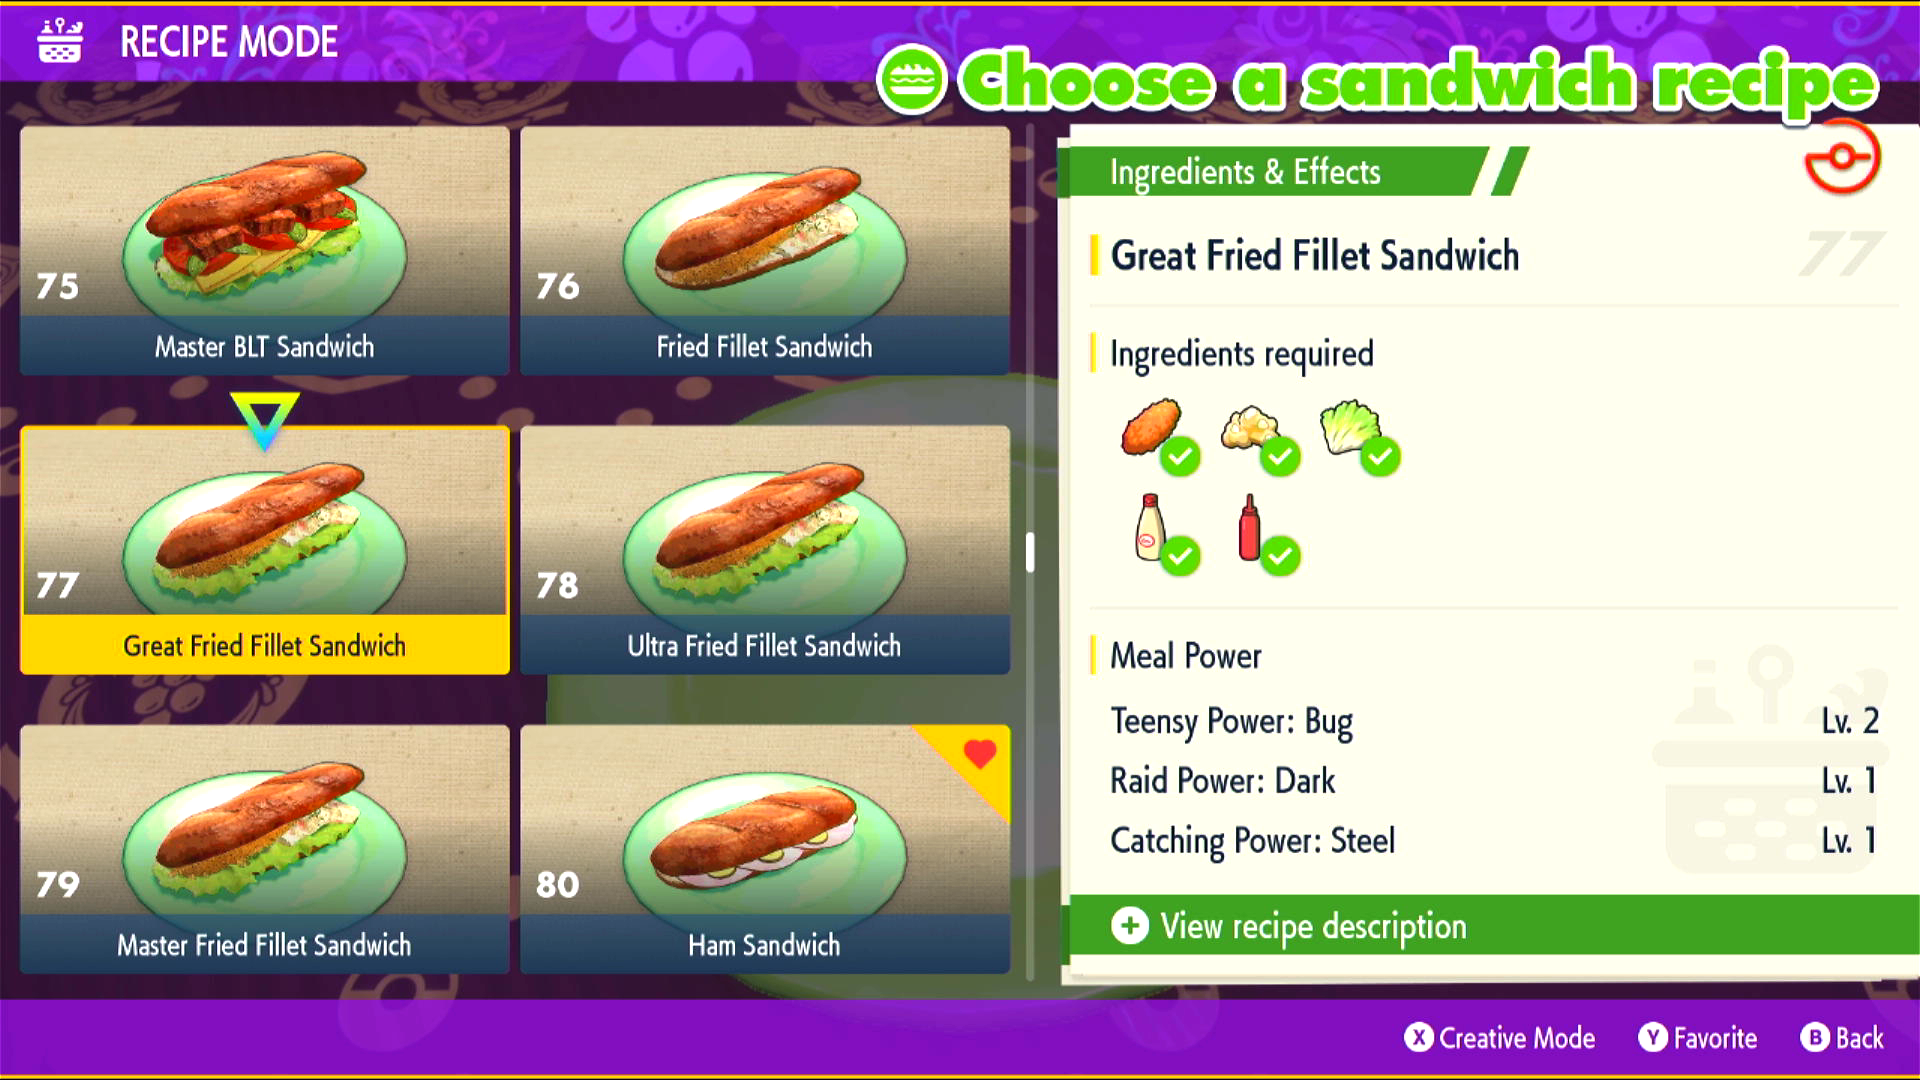 RECIPE MODE
Choose a sandwich recipe
75
Master BLT Sandwich
76
Fried Fillet Sandwich
77
Great Fried Fillet Sandwich
78
Ultra Fried Fillet Sandwich
79
Master Fried Fillet Sandwich
80
Ham Sandwich
Ingredients & Effects
Great Fried Fillet Sandwich
77
Ingredients required
Meal Power
Teensy Power: Bug Lv. 2
Raid Power: Dark Lv. 1
Catching Power: Steel Lv. 1
+ View recipe description
X Creative Mode Y Favorite B Back